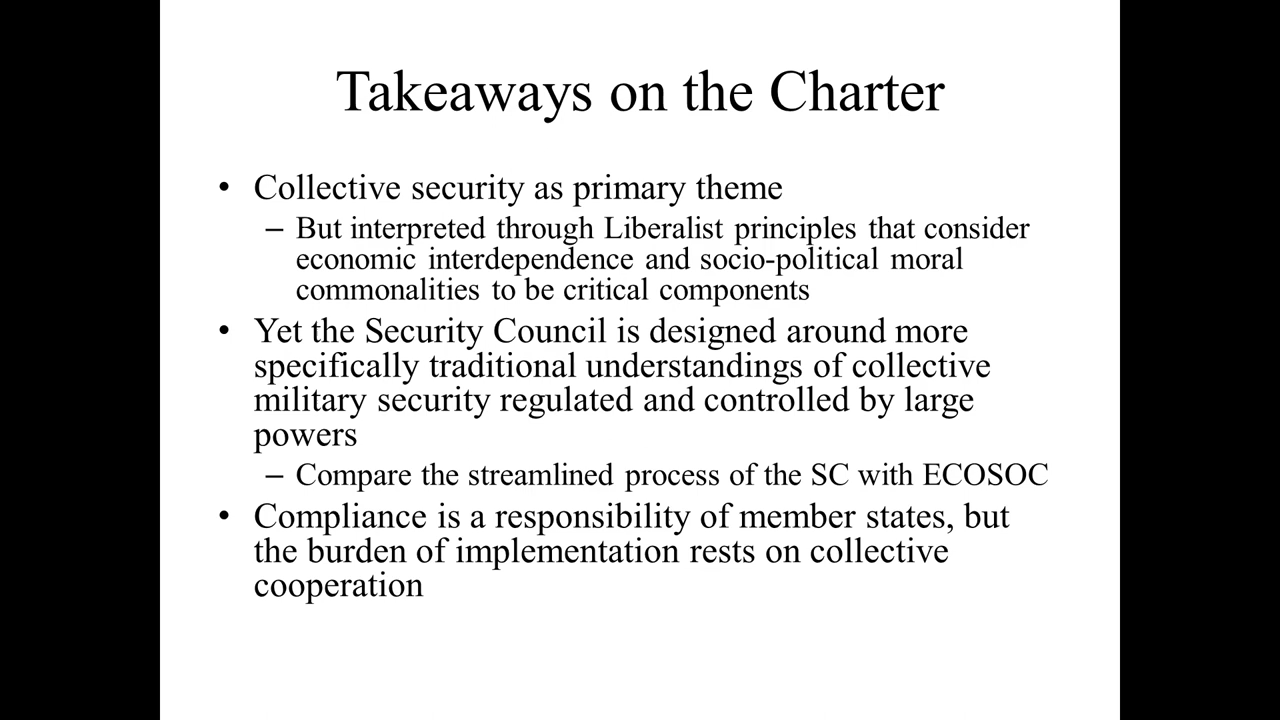 Takeaways on the Charter
• Collective security as primary theme
– But interpreted through Liberalist principles that consider
economic interdependence and socio-political moral
commonalities to be critical components
• Yet the Security Council is designed around more
specifically traditional understandings of collective
military security regulated and controlled by large
powers
– Compare the streamlined process of the SC with ECOSOC
• Compliance is a responsibility of member states, but
the burden of implementation rests on collective
cooperation